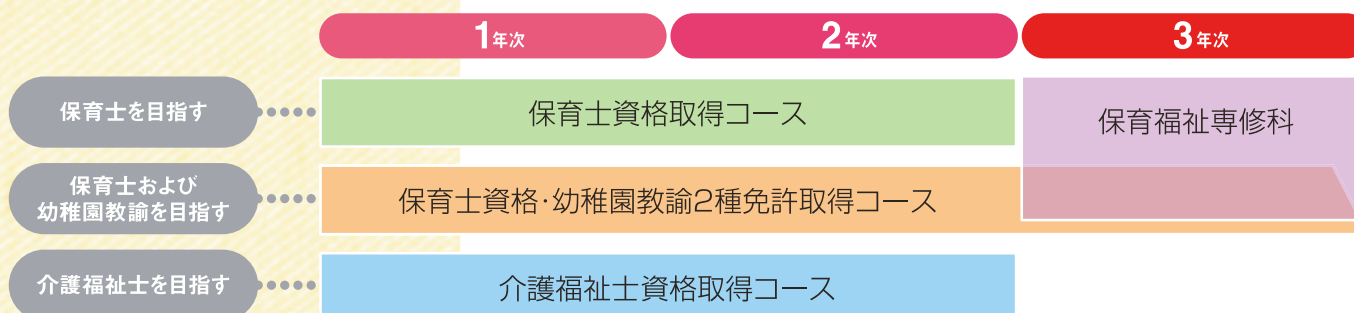 1年次 2年次 3年次
保育士を目指す 保育士資格取得コース 保育福祉専修科
保育士および
幼稚園教諭を目指す 保育士資格・幼稚園教諭2種免許取得コース
介護福祉士を目指す 介護福祉士資格取得コース